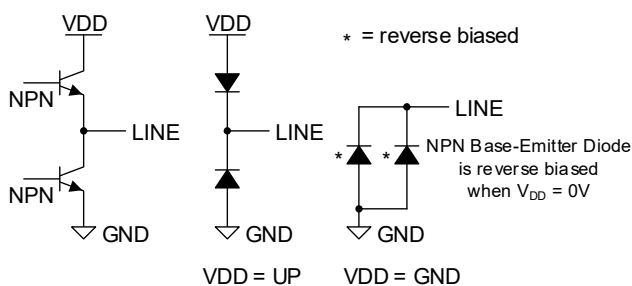 VDD
NPN
LINE
NPN
GND
VDD
LINE
GND
VDD = UP
* = reverse biased
LINE
* *
NPN Base-Emitter Diode
is reverse biased
when VDD = 0V
GND
VDD = GND